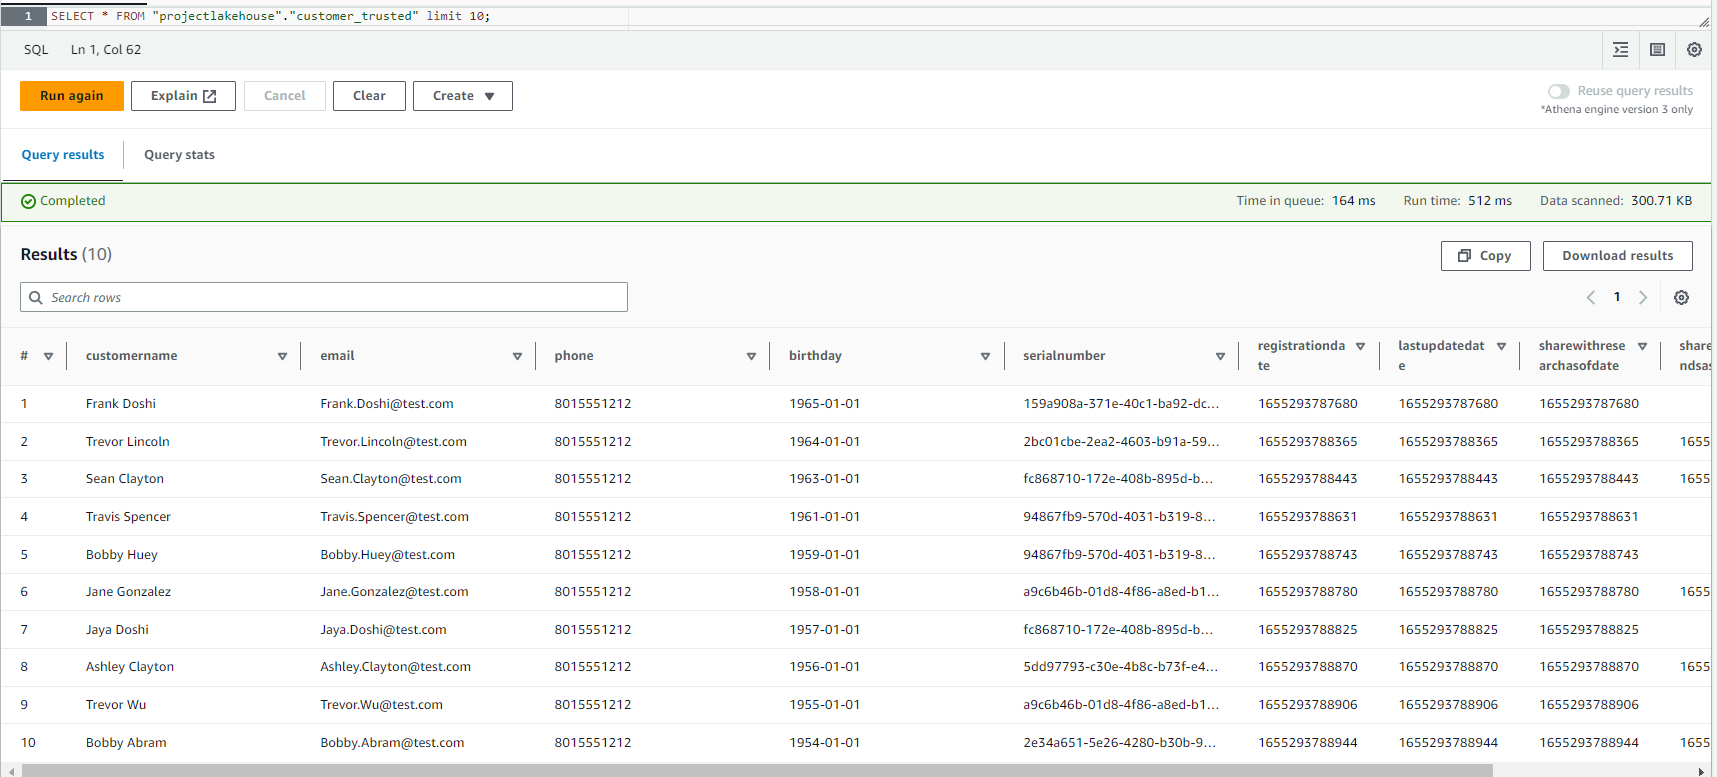 1 SELECT * FROM "projectlakehouse"."customer_trusted" limit 10;
SQL Ln 1, Col 62
Run again Explain Cancel Clear Create Reuse query results
*Athena engine version 3 only
Query results Query stats
Completed Time in queue: 164 ms Run time: 512 ms Data scanned: 300.71 KB
Results (10) Copy Download results
Search rows 1
# customername email phone birthday serialnumber registrationda lastupdatedat sharewithrese share
te e archasofdate ndsas
1 Frank Doshi Frank.Doshi@test.com 8015551212 1965-01-01 159a908a-371e-40c1-ba92-dc... 1655293787680 1655293787680 1655293787680
2 Trevor Lincoln Trevor.Lincoln@test.com 8015551212 1964-01-01 2bc01cbe-2ea2-4603-b91a-59... 1655293788365 1655293788365 1655293788365 1655
3 Sean Clayton Sean.Clayton@test.com 8015551212 1963-01-01 fc868710-172e-408b-895d-b... 1655293788443 1655293788443 1655293788443 1655
4 Travis Spencer Travis.Spencer@test.com 8015551212 1961-01-01 94867fb9-570d-4031-b319-8... 1655293788631 1655293788631 1655293788631
5 Bobby Huey Bobby.Huey@test.com 8015551212 1959-01-01 94867fb9-570d-4031-b319-8... 1655293788743 1655293788743 1655293788743
6 Jane Gonzalez Jane.Gonzalez@test.com 8015551212 1958-01-01 a9c6b46b-01d8-4f86-a8ed-b1... 1655293788780 1655293788780 1655293788780 1655
7 Jaya Doshi Jaya.Doshi@test.com 8015551212 1957-01-01 fc868710-172e-408b-895d-b... 1655293788825 1655293788825 1655293788825
8 Ashley Clayton Ashley.Clayton@test.com 8015551212 1956-01-01 5dd97793-c30e-4b8c-b73f-e4... 1655293788870 1655293788870 1655293788870 1655
9 Trevor Wu Trevor.Wu@test.com 8015551212 1955-01-01 a9c6b46b-01d8-4f86-a8ed-b1... 1655293788906 1655293788906 1655293788906
10 Bobby Abram Bobby.Abram@test.com 8015551212 1954-01-01 2e34a651-5e26-4280-b30b-9... 1655293788944 1655293788944 1655293788944 1655